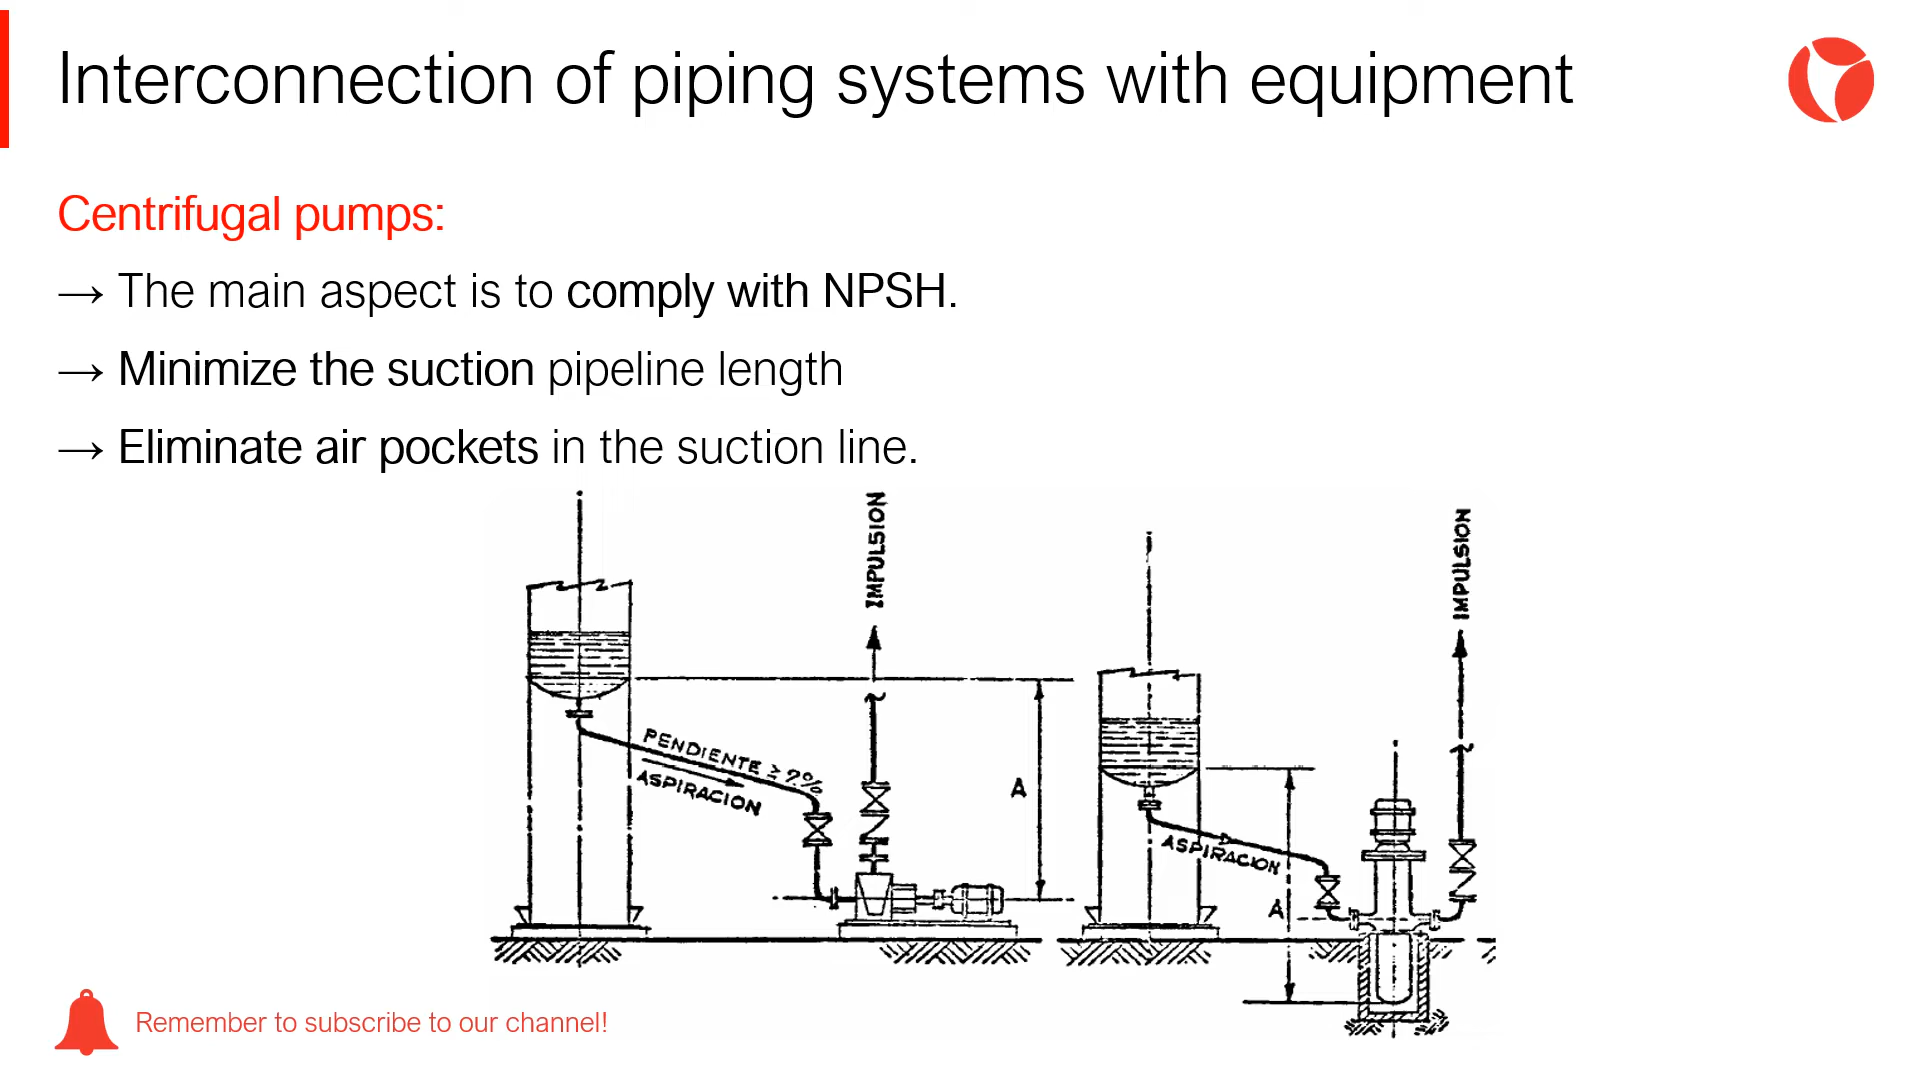 Interconnection of piping systems with equipment
Centrifugal pumps:
→ The main aspect is to comply with NPSH.
→ Minimize the suction pipeline length
→ Eliminate air pockets in the suction line.
IMPULSION
IMPULSION
PENDIENTE ≥ 2%
ASPIRACION
A
ASPIRACION
A
Remember to subscribe to our channel!